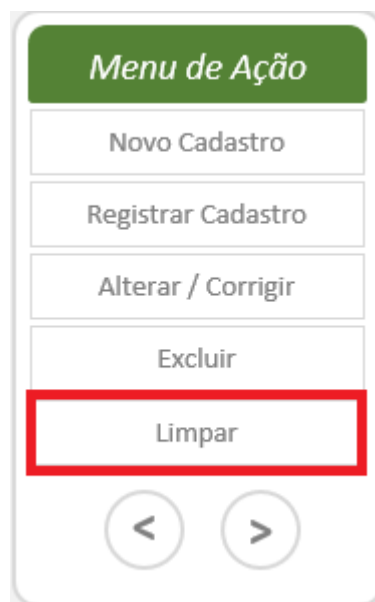 Menu de Ação
Novo Cadastro
Registrar Cadastro
Alterar / Corrigir
Excluir
Limpar
< >